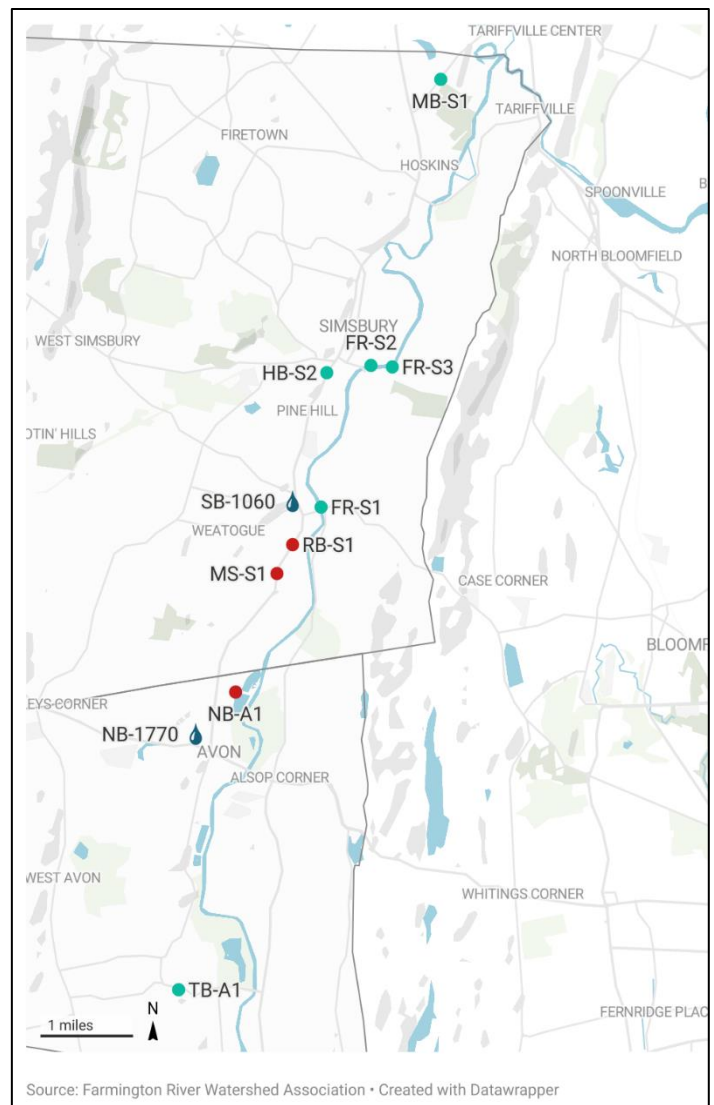 TARIFFVILLE CENTER
MB-S1
TARIFFVILLE
FIRETOWN
HOSKINS
SPOONVILLE
B
NORTH BLOOMFIELD
SIMSBURY
WEST SIMSBURY
FR-S2
HB-S2
FR-S3
PINE HILL
OTIN' HILLS
SB-1060
FR-S1
WEATOGUE
RB-S1
MS-S1
CASE CORNER
BLOOMF
EYS CORNER
NB-A1
NB-1770
AVON
ALSOP CORNER
WEST AVON
WHITINGS CORNER
TB-A1
N
1 miles
FERNRIDGE PLAC
Source: Farmington River Watershed Association • Created with Datawrapper